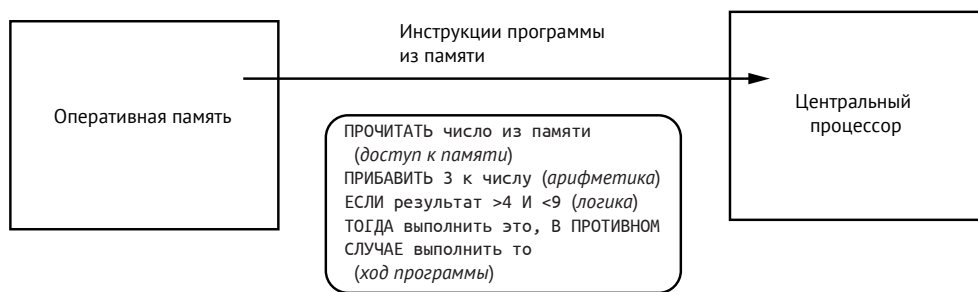 Инструкции программы
из памяти
Оперативная память
Центральный
процессор
ПРОЧИТАТЬ число из памяти
(доступ к памяти)
ПРИБАВИТЬ 3 к числу (арифметика)
ЕСЛИ результат >4 И <9 (логика)
ТОГДА выполнить это, В ПРОТИВНОМ
СЛУЧАЕ выполнить то
(ход программы)